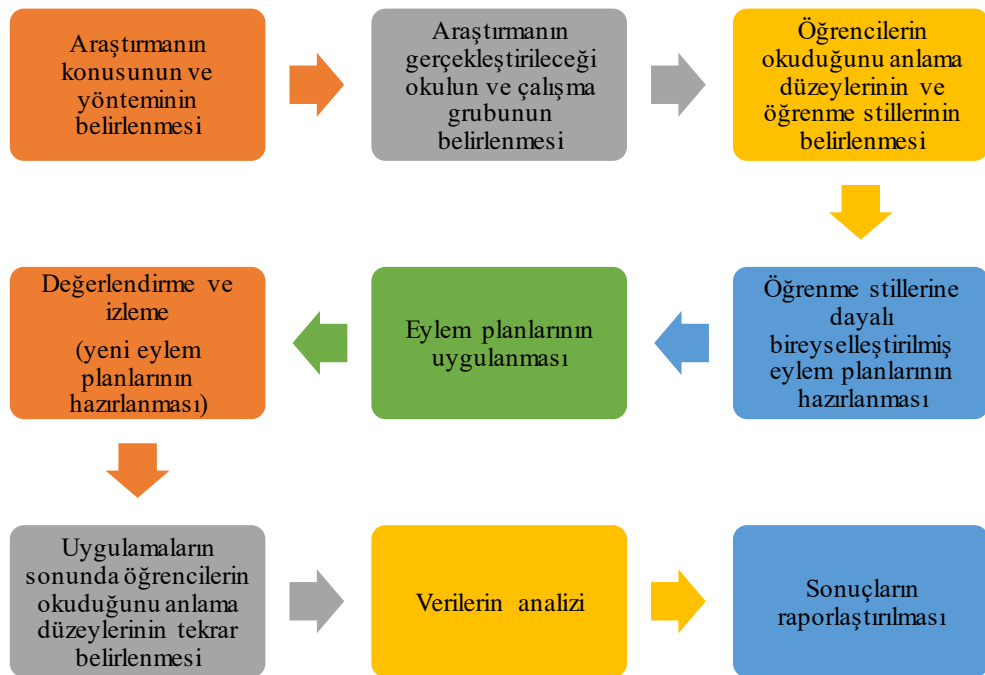 Araştırmanın
konusunun ve
yönteminin
belirlenmesi
Araştırmanın
gerçekleştirileceği
okulun ve çalışma
grubunun
belirlenmesi
Öğrencilerin
okuduğunu anlama
düzeylerinin ve
öğrenme stillerinin
belirlenmesi
Öğrenme stillerine
dayalı
bireyselleştirilmiş
eylem planlarının
hazırlanması
Eylem planlarının
uygulanması
Değerlendirme ve
izleme
(yeni eylem
planlarının
hazırlanması)
Uygulamaların
sonunda öğrencilerin
okuduğunu anlama
düzeylerinin tekrar
belirlenmesi
Verilerin analizi
Sonuçların
raporlaştırılması